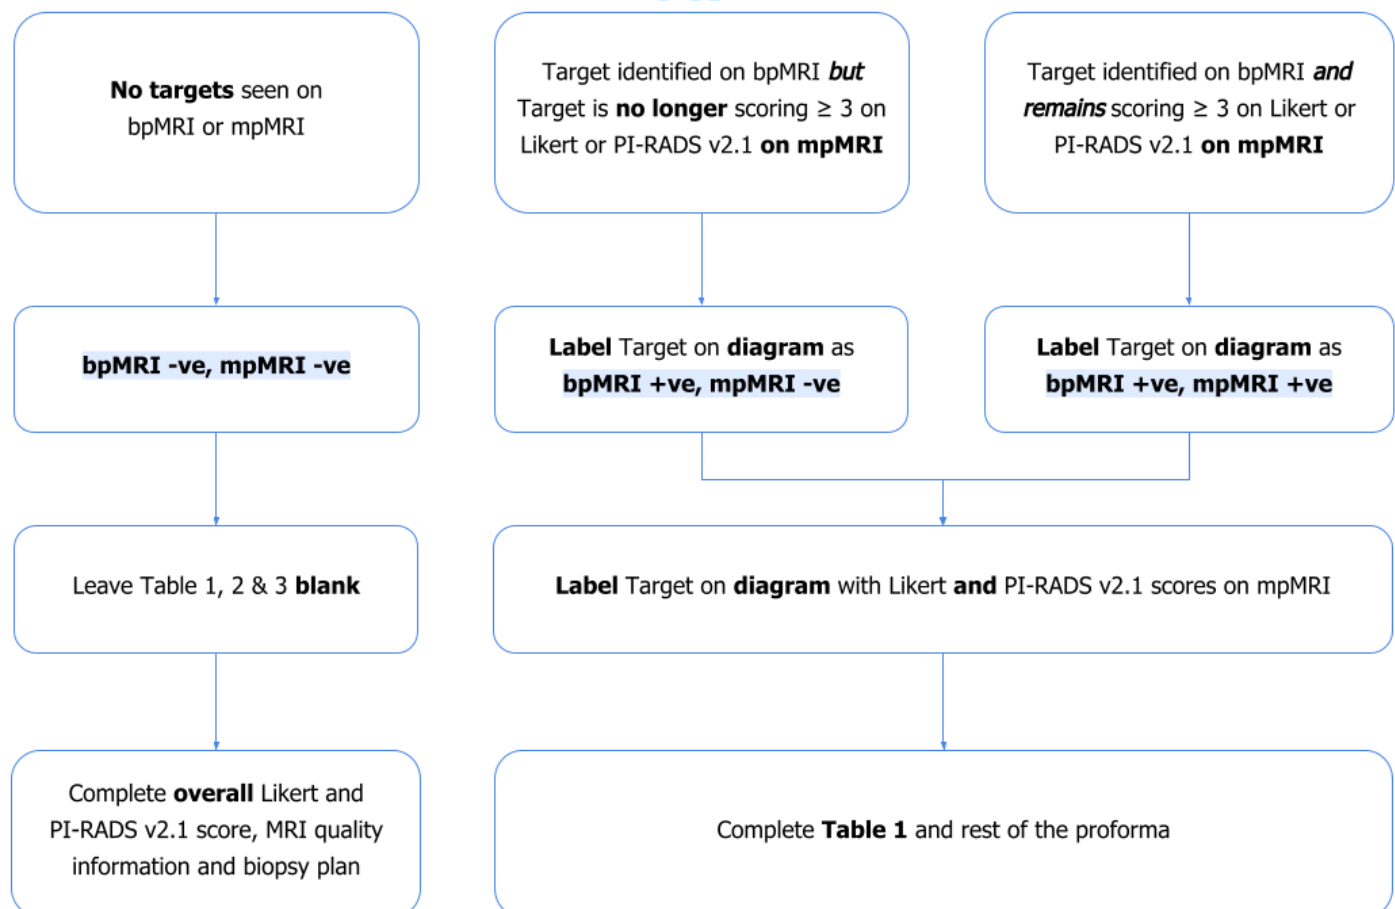 No targets seen on
bpMRI or mpMRI
Target identified on bpMRI but
Target is no longer scoring ≥ 3 on
Likert or PI-RADS v2.1 on mpMRI
Target identified on bpMRI and
remains scoring ≥ 3 on Likert or
PI-RADS v2.1 on mpMRI
bpMRI -ve, mpMRI -ve
Label Target on diagram as
bpMRI +ve, mpMRI -ve
Label Target on diagram as
bpMRI +ve, mpMRI +ve
Leave Table 1, 2 & 3 blank
Label Target on diagram with Likert and PI-RADS v2.1 scores on mpMRI
Complete overall Likert and
PI-RADS v2.1 score, MRI quality
information and biopsy plan
Complete Table 1 and rest of the proforma